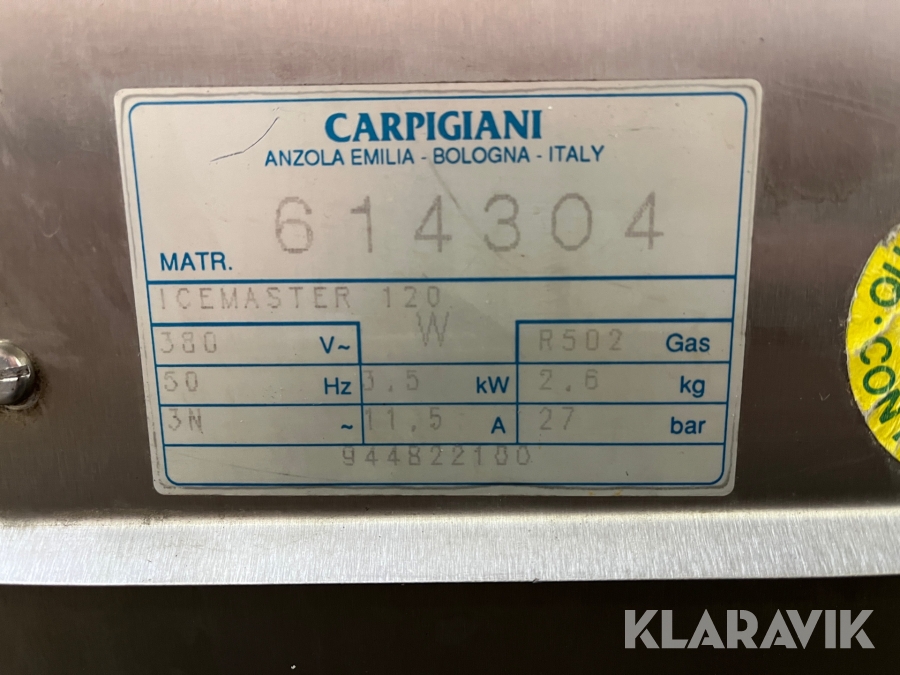 CARPIGIANI
ANZOLA EMILIA - BOLOGNA - ITALY
MATR. 614304
ICEMASTER 120
W
380 V~ R502 Gas
50 Hz 3,5 kW 2,6 kg
3N ~ 11,5 A 27 bar
944822100
KLARAVIK